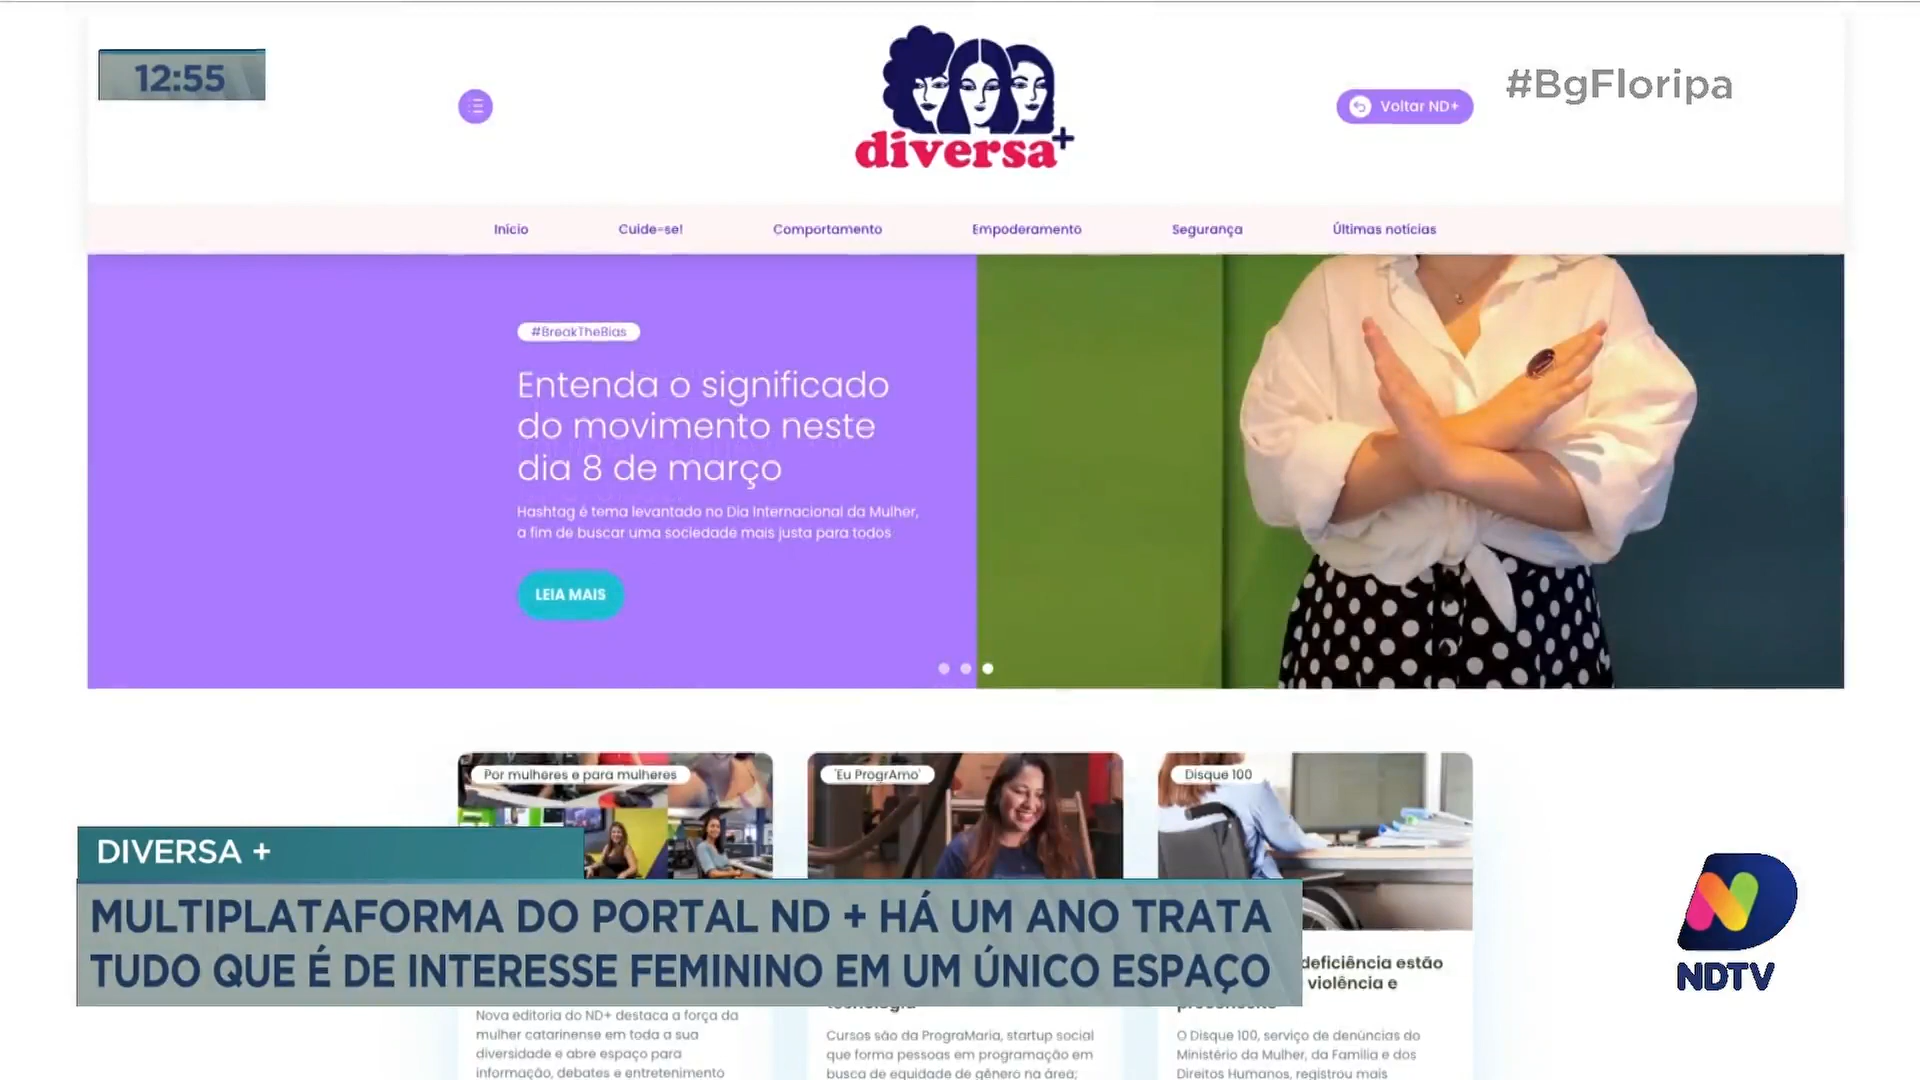 12:55
diversa+
Voltar ND+
#BgFloripa
Início
Cuide-se!
Comportamento
Empoderamento
Segurança
Últimas notícias
#BreakTheBias
Entenda o significado
do movimento neste
dia 8 de março
Hashtag é tema levantado no Dia Internacional da Mulher,
a fim de buscar uma sociedade mais justa para todos
LEIA MAIS
Por mulheres e para mulheres
'Eu ProgrAmo'
Disque 100
DIVERSA +
MULTIPLATAFORMA DO PORTAL ND + HÁ UM ANO TRATA
TUDO QUE É DE INTERESSE FEMININO EM UM ÚNICO ESPAÇO
deficiência estão
violência e
NDTV
Nova editoria do ND+ destaca a força da
mulher catarinense em toda a sua
diversidade e abre espaço para
informação, debates e entretenimento
Cursos são da PrograMaria, startup social
que forma pessoas em programação em
busca de equidade de gênero na área;
O Disque 100, serviço de denúncias do
Ministério da Mulher, da Família e dos
Direitos Humanos, registrou mais